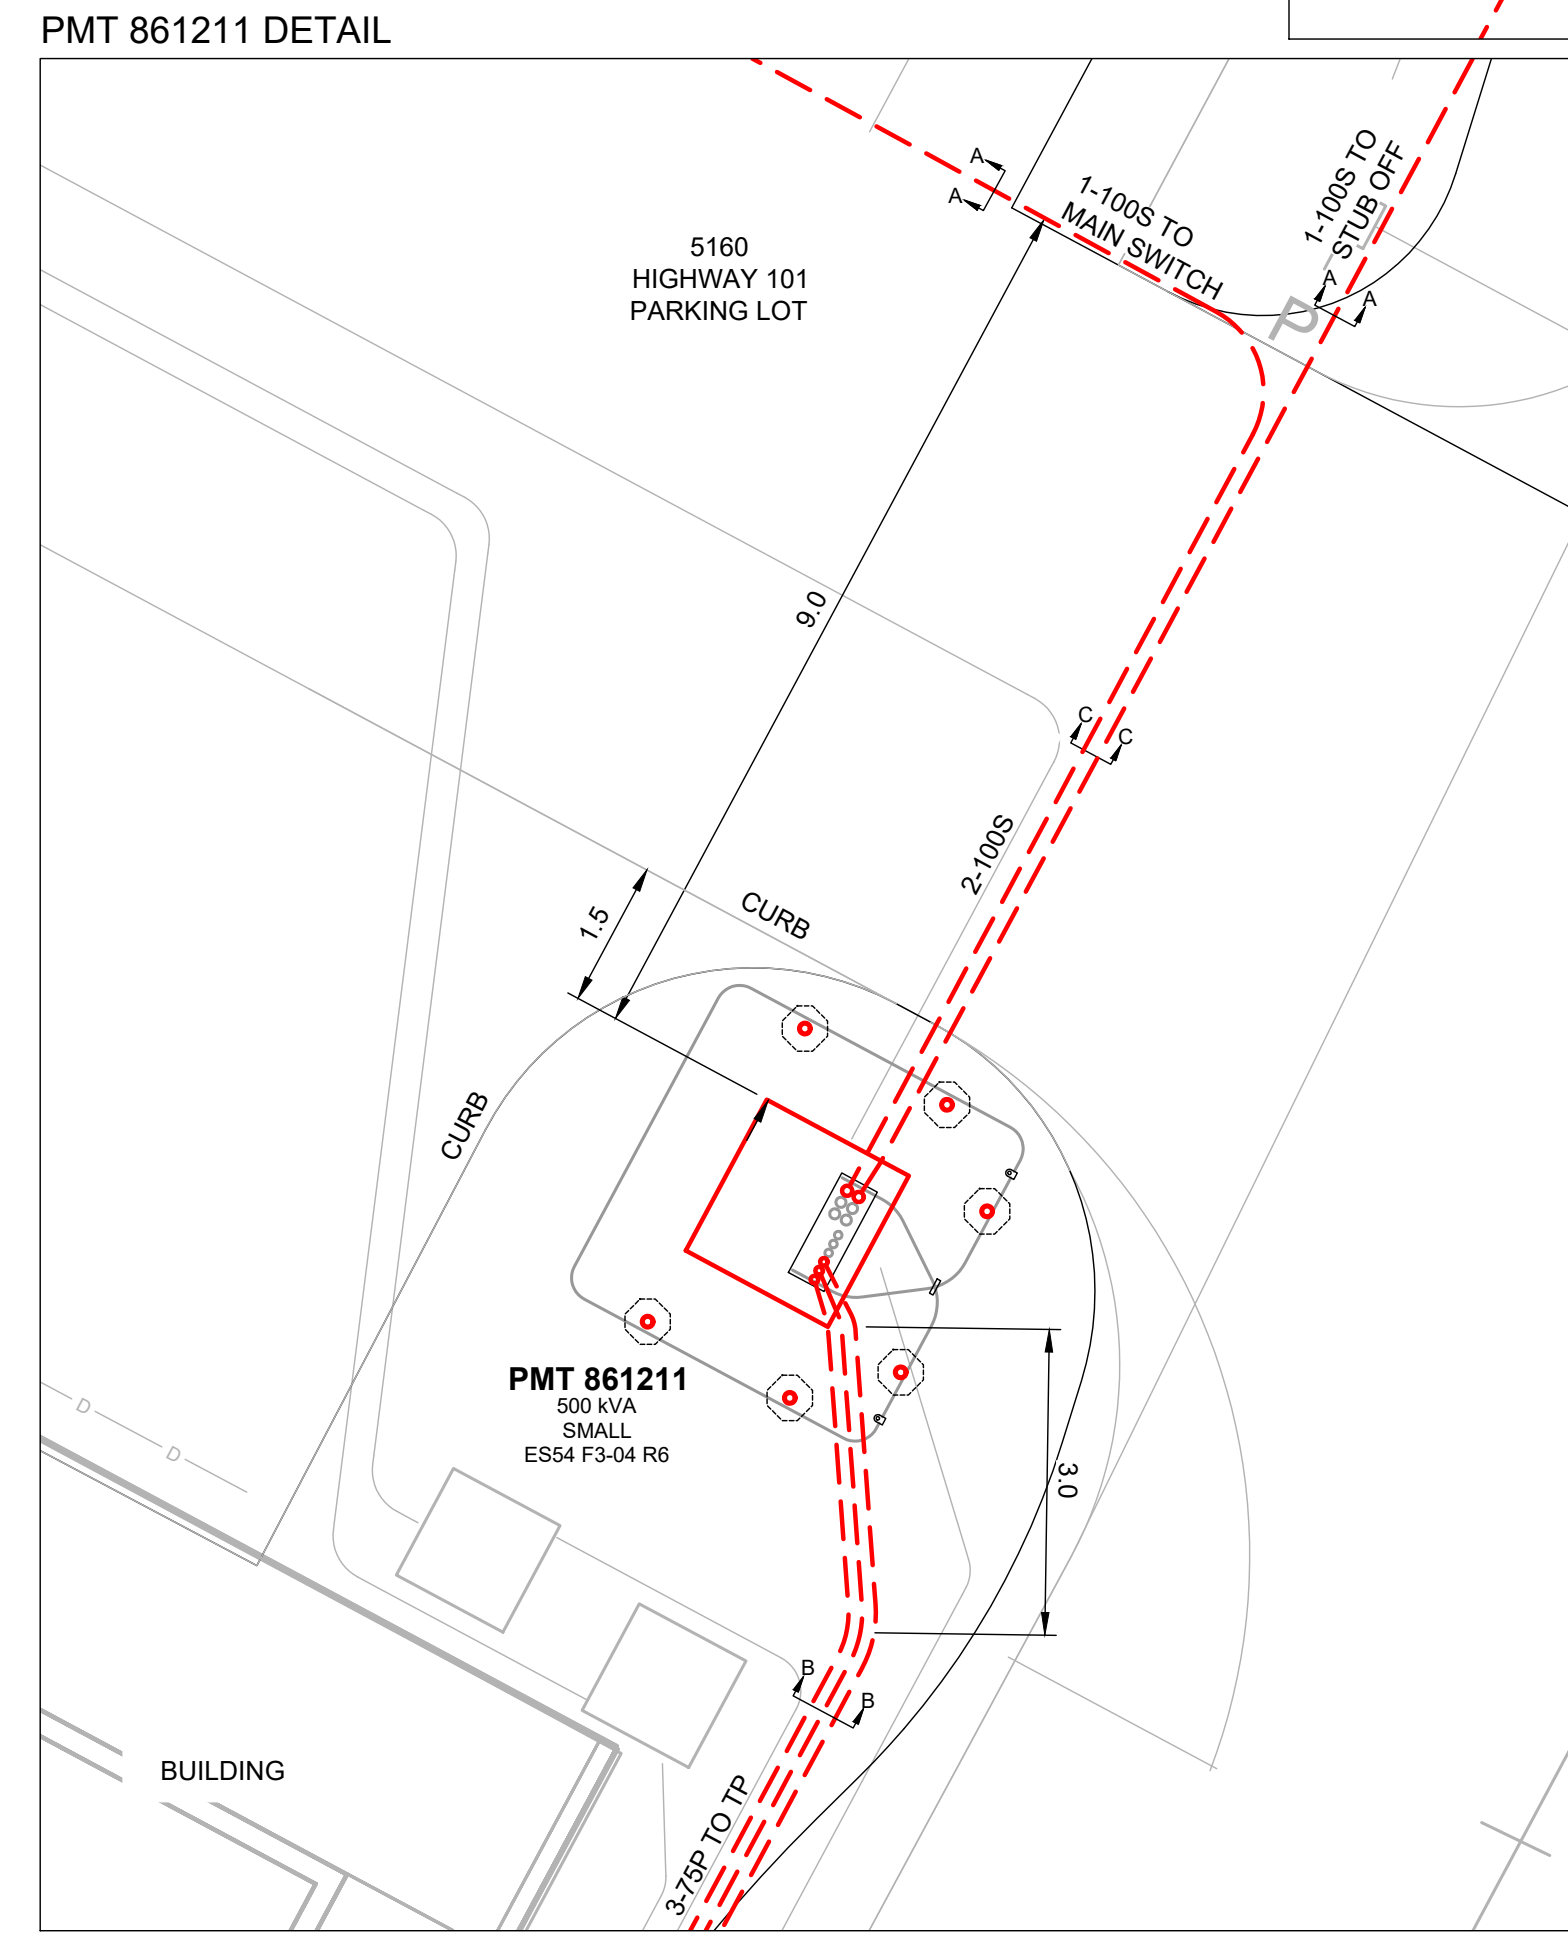 PMT 861211 DETAIL
A
A
5160
HIGHWAY 101
PARKING LOT
1-100S TO
MAIN SWITCH
1-100S TO
STUB OFF
A
A
P
9.0
C
C
2-100S
1.5
CURB
CURB
PMT 861211
500 kVA
SMALL
ES54 F3-04 R6
D
D
3.0
B
B
BUILDING
3-75P TO TP